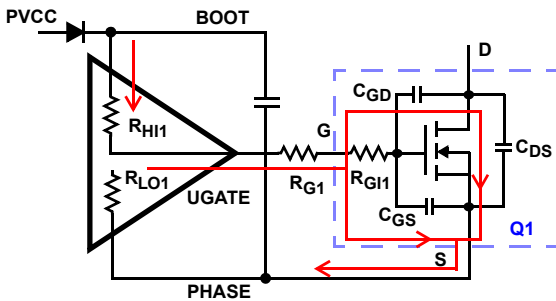 PVCC
BOOT
D
CGD
RHI1
G
CDS
RLO1
RG1
RGI1
UGATE
CGS
Q1
S
PHASE